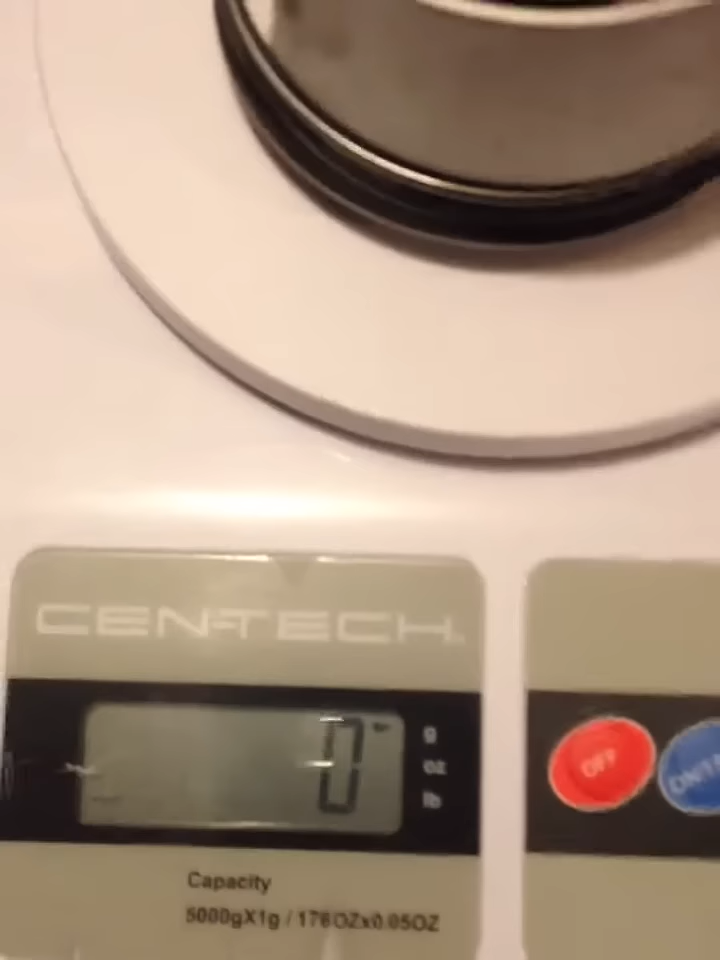 CEN-TECH
0
g
oz
lb
OFF
Capacity
5000gX1g / 176OZx0.05OZ